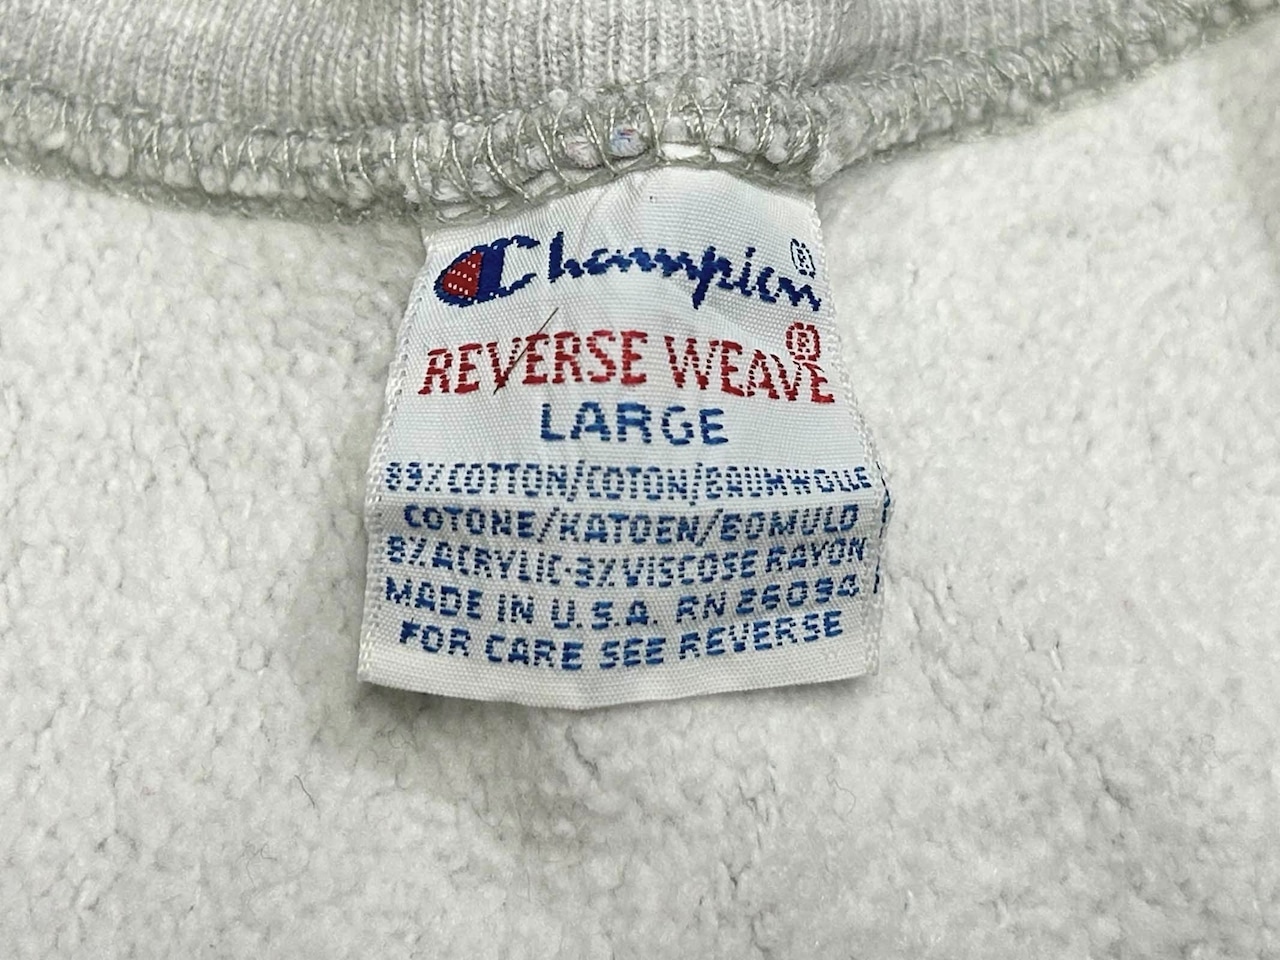 Champion®
REVERSE WEAVE®
LARGE
89% COTTON/COTON/BAUMWOLLE
COTONE/KATOEN/BOMULD
8% ACRYLIC-3% VISCOSE RAYON
MADE IN U.S.A. RN 26094
FOR CARE SEE REVERSE